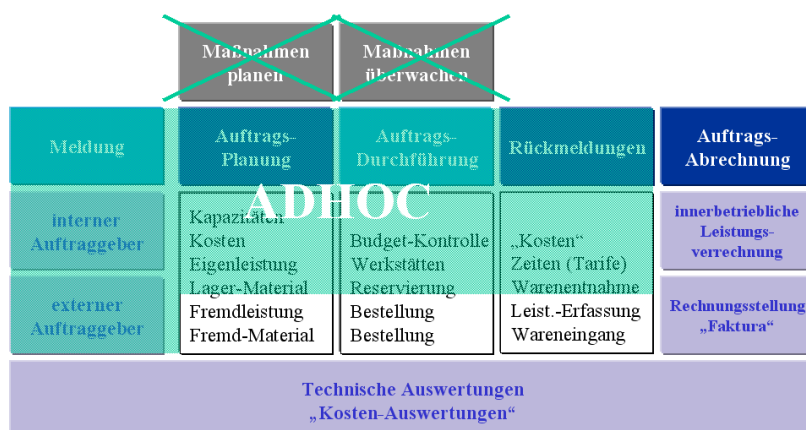 Maßnahmen
planen
Maßnahmen
überwachen
Meldung
Auftrags-
Planung
Auftrags-
Durchführung
Rückmeldungen
Auftrags-
Abrechnung
ADHOC
interner
Auftraggeber
externer
Auftraggeber
Kapazitäten
Kosten
Eigenleistung
Lager-Material
Fremdleistung
Fremd-Material
Budget-Kontrolle
Werkstätten
Reservierung
Bestellung
Bestellung
„Kosten“
Zeiten (Tarife)
Warenentnahme
Leist.-Erfassung
Wareneingang
innerbetriebliche
Leistungs-
verrechnung
Rechnungsstellung
„Faktura“
Technische Auswertungen
„Kosten-Auswertungen“